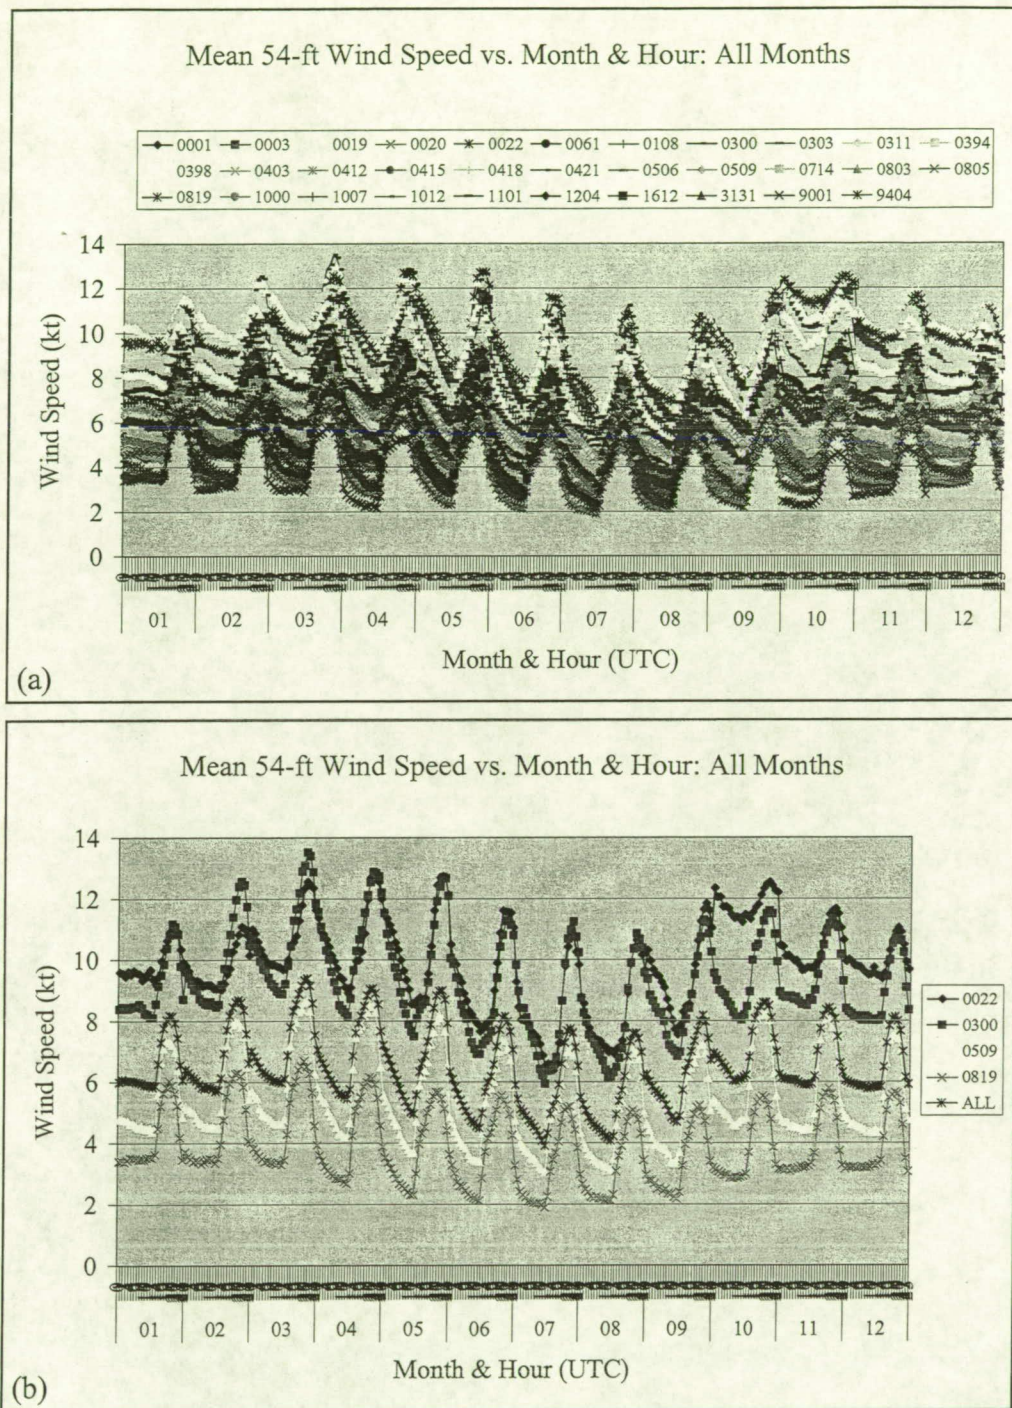 Mean 54-ft Wind Speed vs. Month & Hour: All Months
0001 0003 0019 0020 0022 0061 0108 0300 0303 0311 0394
0398 0403 0412 0415 0418 0421 0506 0509 0714 0803 0805
0819 1000 1007 1012 1101 1204 1612 3131 9001 9404
14
12
10
8
6
4
2
0
Wind Speed (kt)
01 02 03 04 05 06 07 08 09 10 11 12
Month & Hour (UTC)
(a)
Mean 54-ft Wind Speed vs. Month & Hour: All Months
14
12
10
8
6
4
2
0
Wind Speed (kt)
0022
0300
0509
0819
ALL
01 02 03 04 05 06 07 08 09 10 11 12
Month & Hour (UTC)
(b)